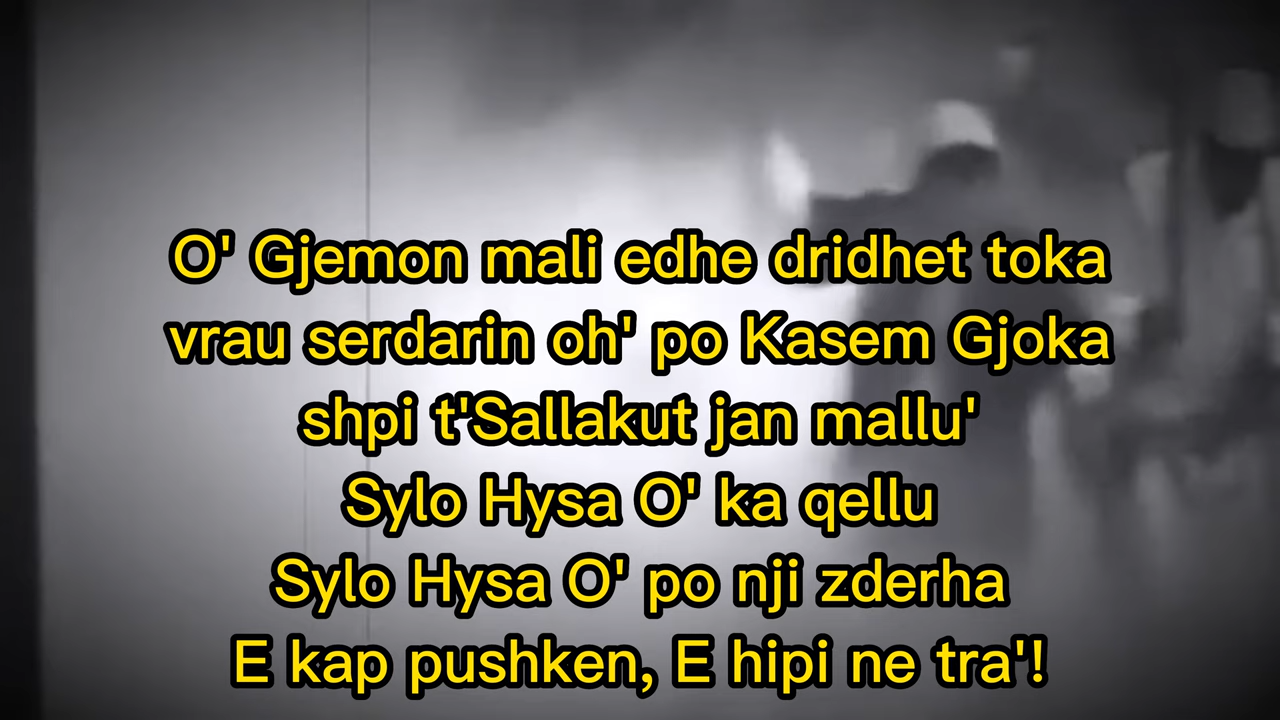 O' Gjemon mali edhe dridhet toka
vrau serdarin oh' po Kasem Gjoka
shpi t'Sallakut jan mallu'
Sylo Hysa O' ka qellu
Sylo Hysa O' po nji zderha
E kap pushken, E hipi ne tra'!